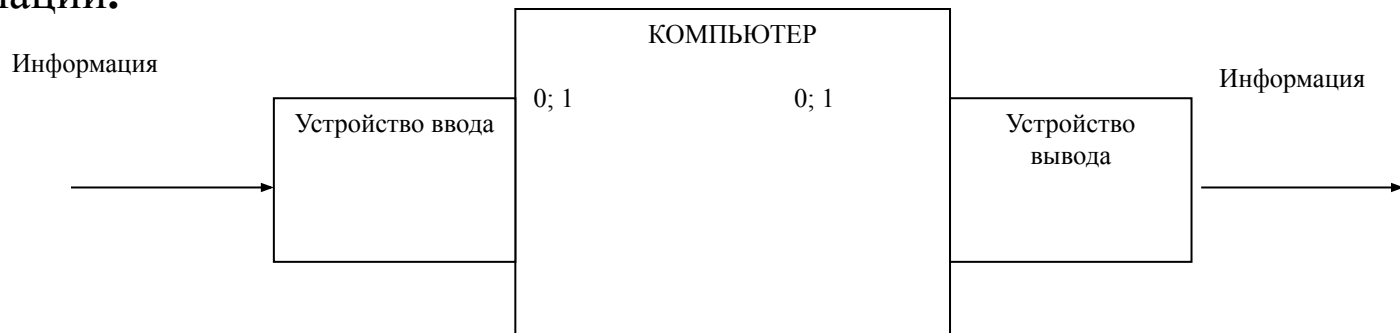 КОМПЬЮТЕР
Информация
Информация
0; 1
0; 1
Устройство ввода
Устройство
вывода